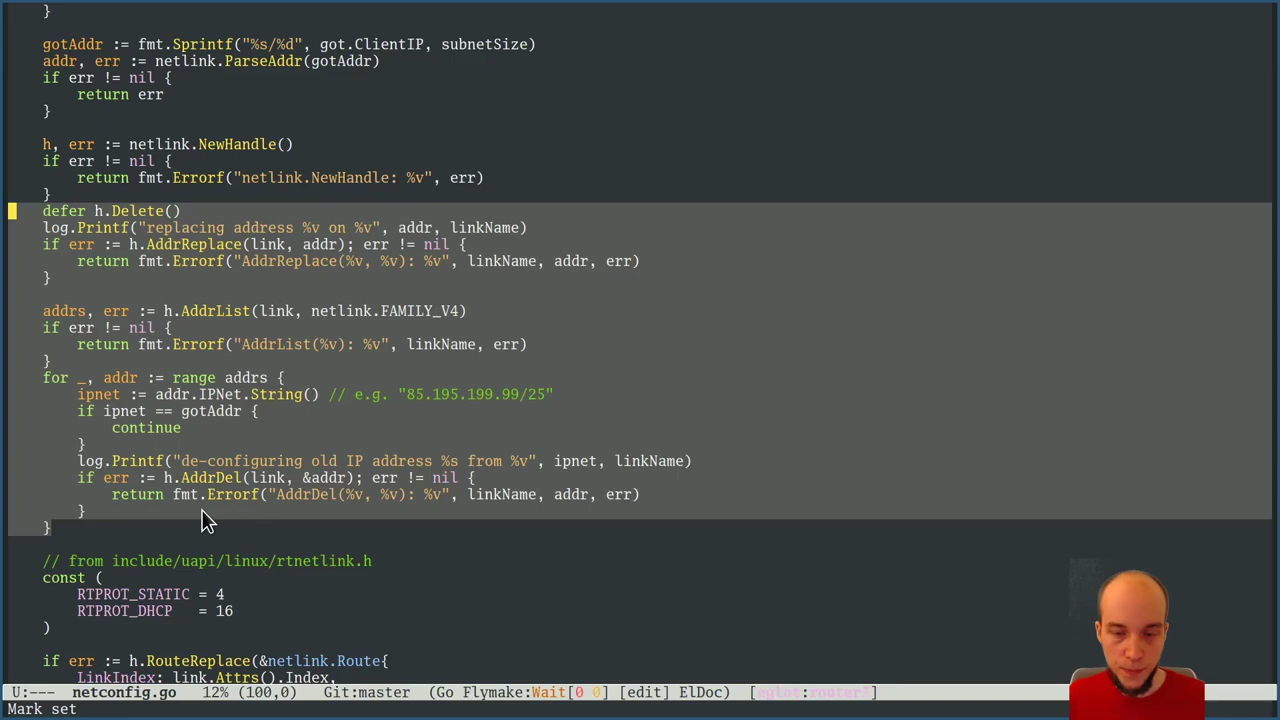 }
gotAddr := fmt.Sprintf("%s/%d", got.ClientIP, subnetSize)
addr, err := netlink.ParseAddr(gotAddr)
if err != nil {
return err
}
h, err := netlink.NewHandle()
if err != nil {
return fmt.Errorf("netlink.NewHandle: %v", err)
}
defer h.Delete()
log.Printf("replacing address %v on %v", addr, linkName)
if err := h.AddrReplace(link, addr); err != nil {
return fmt.Errorf("AddrReplace(%v, %v): %v", linkName, addr, err)
}
addrs, err := h.AddrList(link, netlink.FAMILY_V4)
if err != nil {
return fmt.Errorf("AddrList(%v): %v", linkName, err)
}
for _, addr := range addrs {
ipnet := addr.IPNet.String() // e.g. "85.195.199.99/25"
if ipnet == gotAddr {
continue
}
log.Printf("de-configuring old IP address %s from %v", ipnet, linkName)
if err := h.AddrDel(link, &addr); err != nil {
return fmt.Errorf("AddrDel(%v, %v): %v", linkName, addr, err)
}
}
// from include/uapi/linux/rtnetlink.h
const (
RTPROT_STATIC = 4
RTPROT_DHCP = 16
)
if err := h.RouteReplace(&netlink.Route{
LinkIndex: link.Attrs().Index,
U:--- netconfig.go 12% (100,0) Git:master (Go Flymake:Wait[0 0] [edit] ElDoc) [eglot:router7]
Mark set